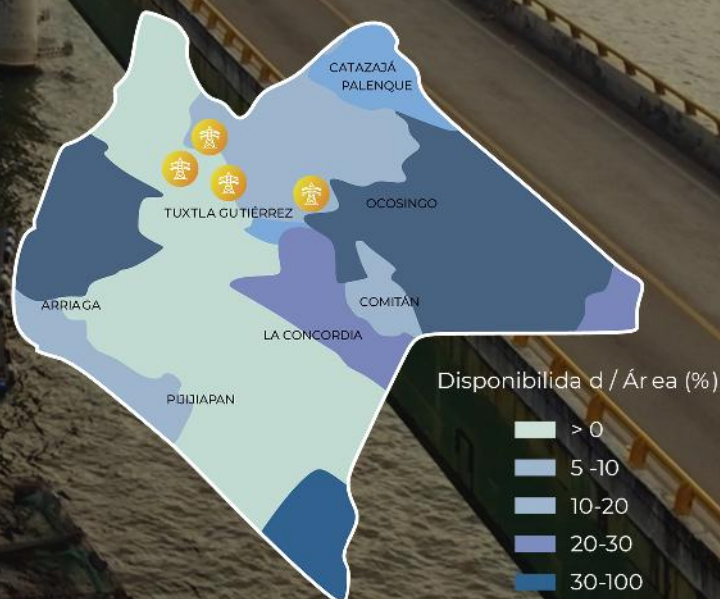 CATAZAJÁ
PALENQUE
OCOSINGO
TUXTLA GUTIÉRREZ
ARRIAGA
COMITÁN
LA CONCORDIA
PIJIJIAPAN
Disponibilida d / Ár ea (%)
> 0
5 -10
10-20
20-30
30-100